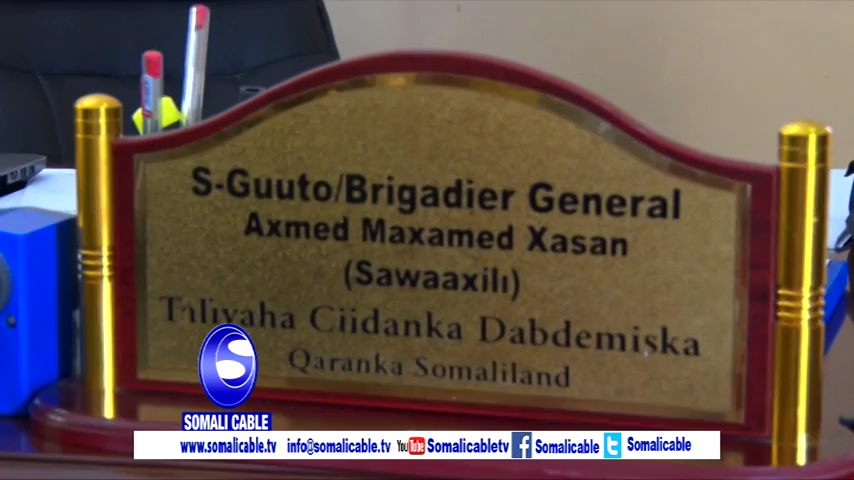 S-Guuto/Brigadier General
Axmed Maxamed Xasan
(Sawaaxili)
Taliyaha Ciidanka Dabdemiska
Qaranka Somaliland
S
SOMALI CABLE
www.somalicable.tv info@somalicable.tv YouTube Somalicabletv f Somalicable t Somalicable